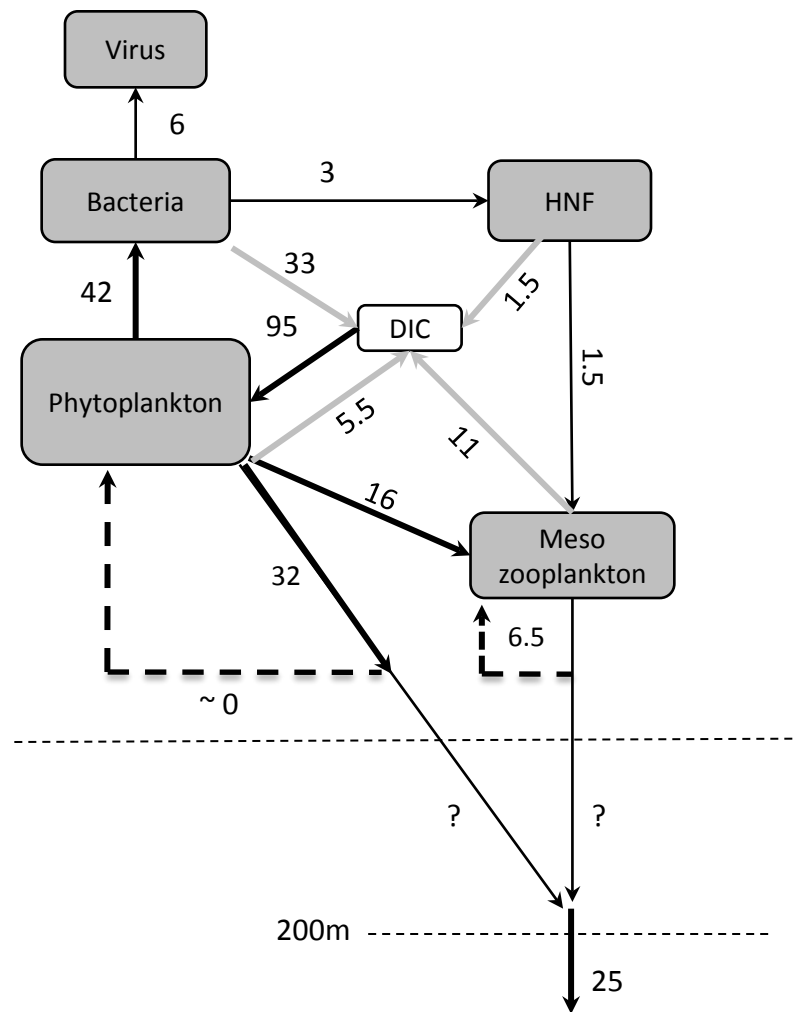 Virus
6
Bacteria
3
HNF
42
33
1.5
95
DIC
1.5
Phytoplankton
5.5
11
16
Meso
zooplankton
32
6.5
~ 0
?
?
200m
25